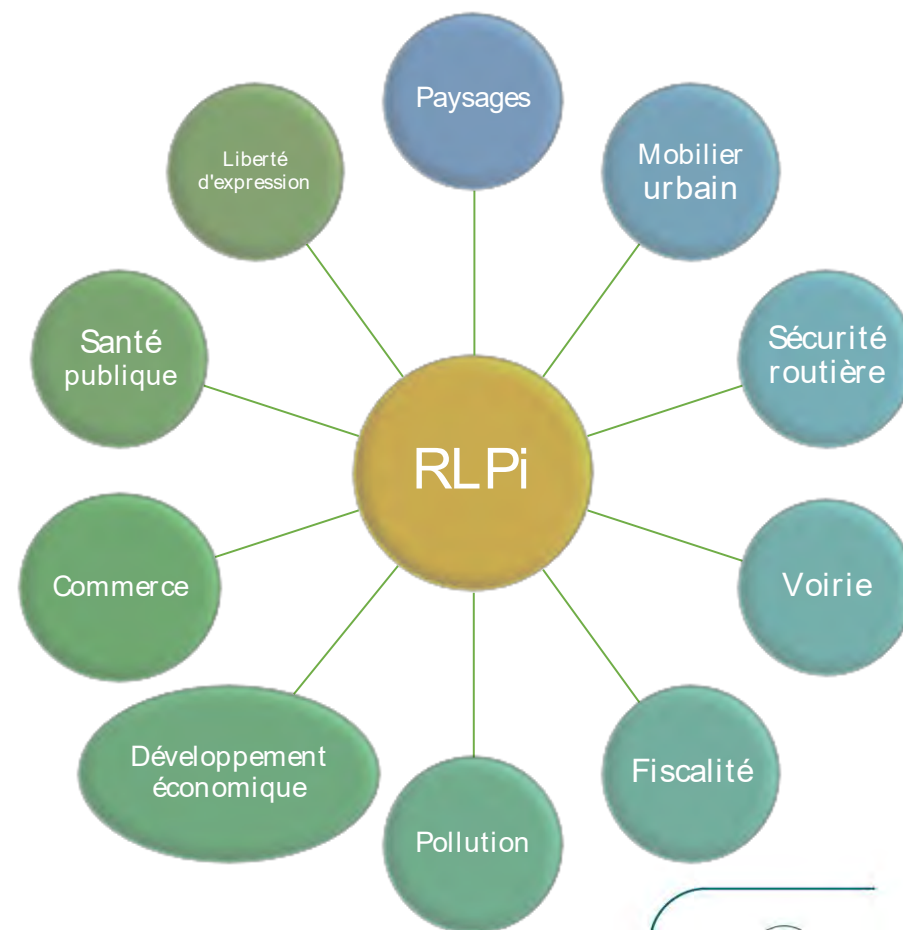 Paysages
Mobilier
urbain
Liberté
d'expression
Sécurité
routière
Santé
publique
RLPi
Commerce
Voirie
Développement
économique
Fiscalité
Pollution